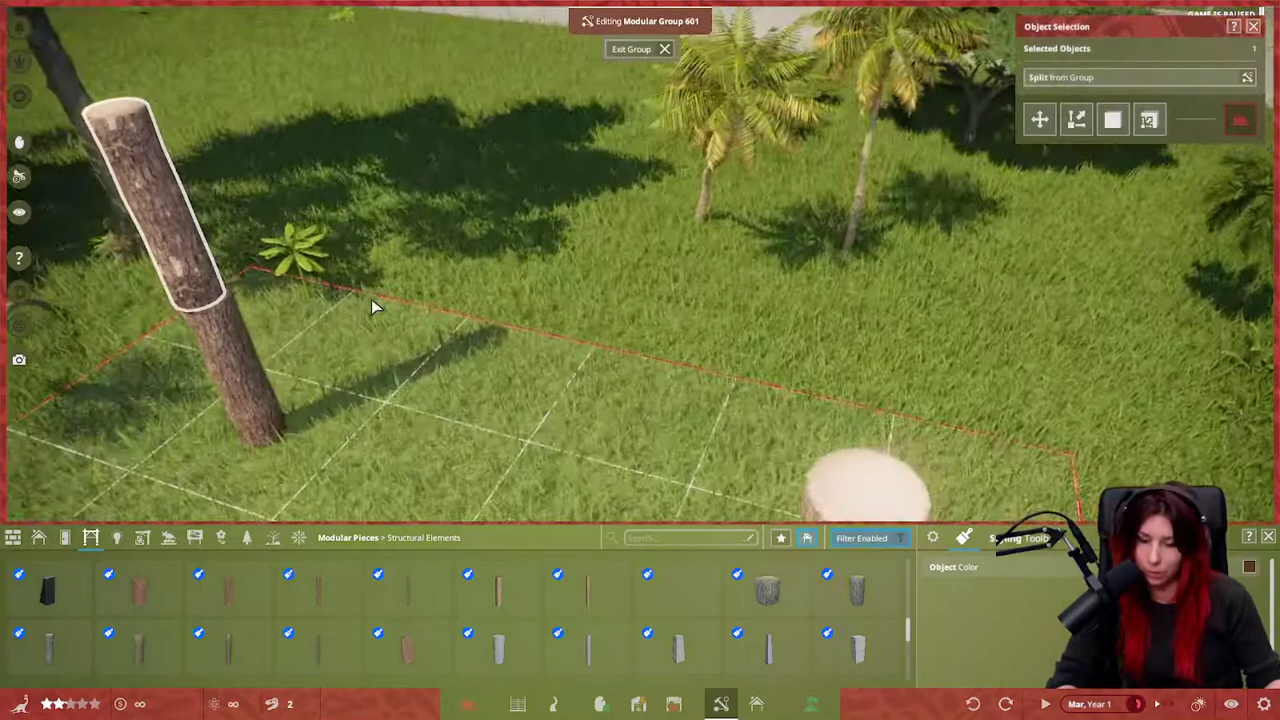 Editing Modular Group 601
Exit Group
Object Selection
?
Selected Objects 1
Split from Group
?
Modular Pieces > Structural Elements
Search...
Filter Enabled
?
Object Color
∞
∞
2
Mar, Year 1